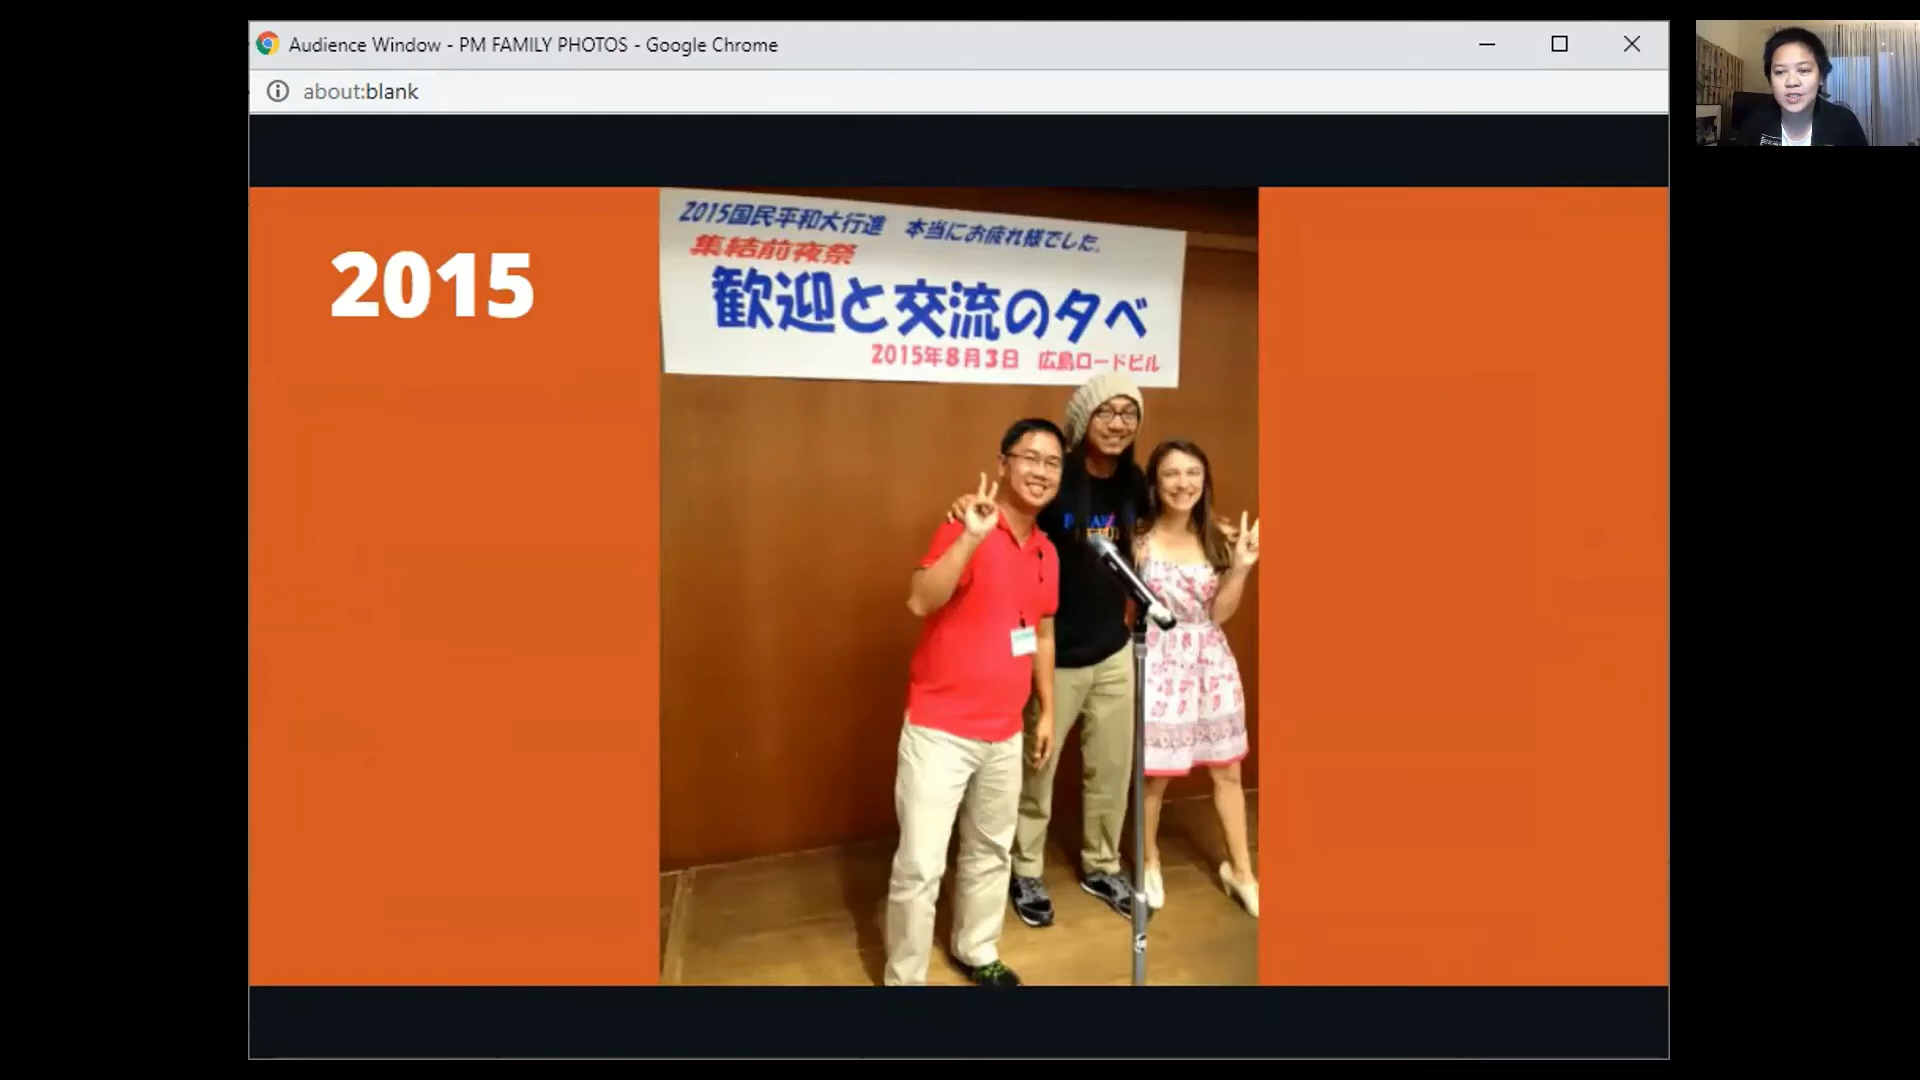 Audience Window - PM FAMILY PHOTOS - Google Chrome
about:blank
2015
2015国民平和大行進 本当にお疲れ様でした。
集結前夜祭
歓迎と交流の夕べ
2015年8月3日 広島ロードビル